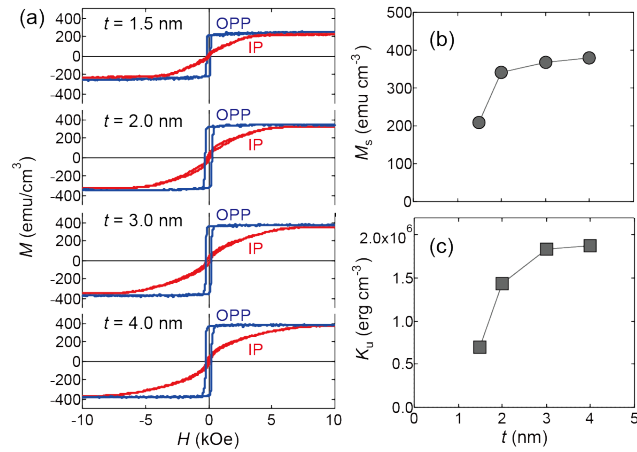 (a)
t = 1.5 nm
OPP
IP
400
200
0
200
400
t = 2.0 nm
OPP
IP
400
200
0
-200
-400
t = 3.0 nm
OPP
IP
400
200
0
-200
-400
t = 4.0 nm
OPP
IP
400
200
0
-200
-400
M (emu/cm³)
-10
-5
0
5
10
H (kOe)
(b)
400
300
200
100
0
Ms (emu cm⁻³)
(c)
2.0x10⁶
1.5
1.0
0.5
0.0
Ku (erg cm⁻³)
0
1
2
3
4
5
t (nm)